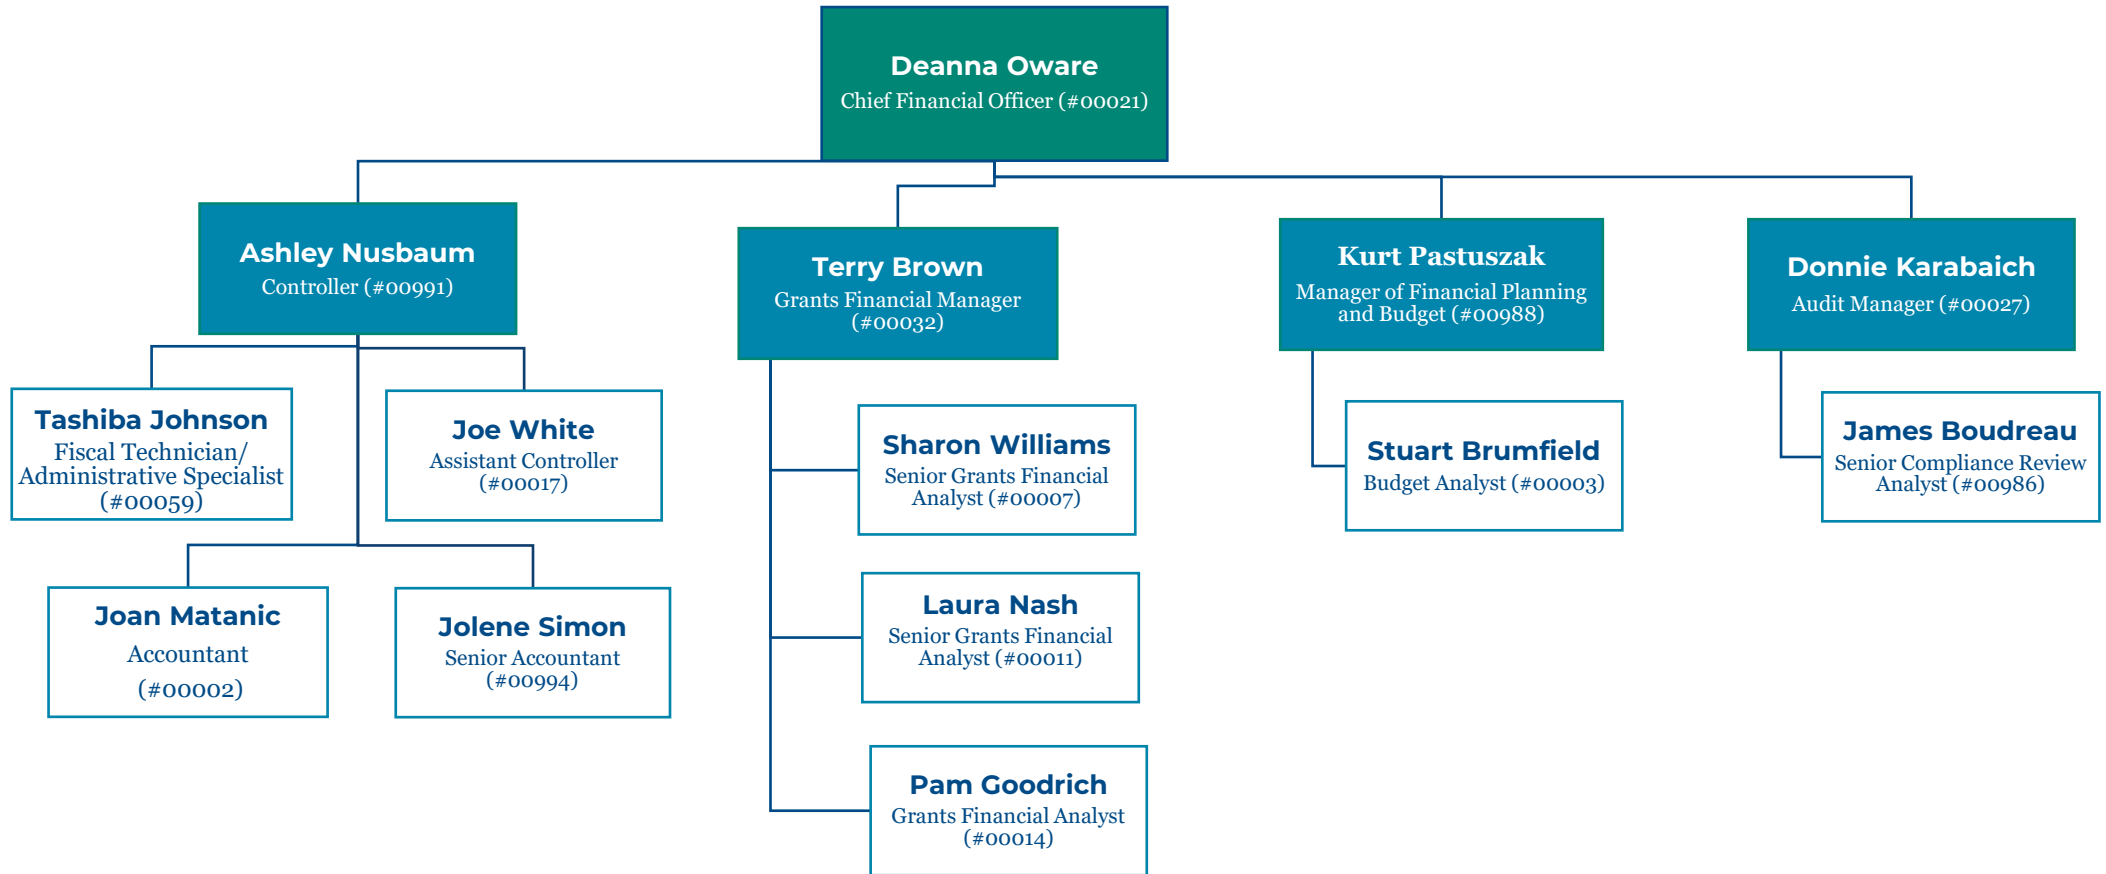 Deanna Oware
Chief Financial Officer (#00021)
Ashley Nusbaum
Controller (#00991)
Terry Brown
Grants Financial Manager
(#00032)
Kurt Pastuszak
Manager of Financial Planning
and Budget (#00988)
Donnie Karabaich
Audit Manager (#00027)
Tashiba Johnson
Fiscal Technician/
Administrative Specialist
(#00059)
Joe White
Assistant Controller
(#00017)
Joan Matanic
Accountant
(#00002)
Jolene Simon
Senior Accountant
(#00994)
Sharon Williams
Senior Grants Financial
Analyst (#00007)
Laura Nash
Senior Grants Financial
Analyst (#00011)
Pam Goodrich
Grants Financial Analyst
(#00014)
Stuart Brumfield
Budget Analyst (#00003)
James Boudreau
Senior Compliance Review
Analyst (#00986)